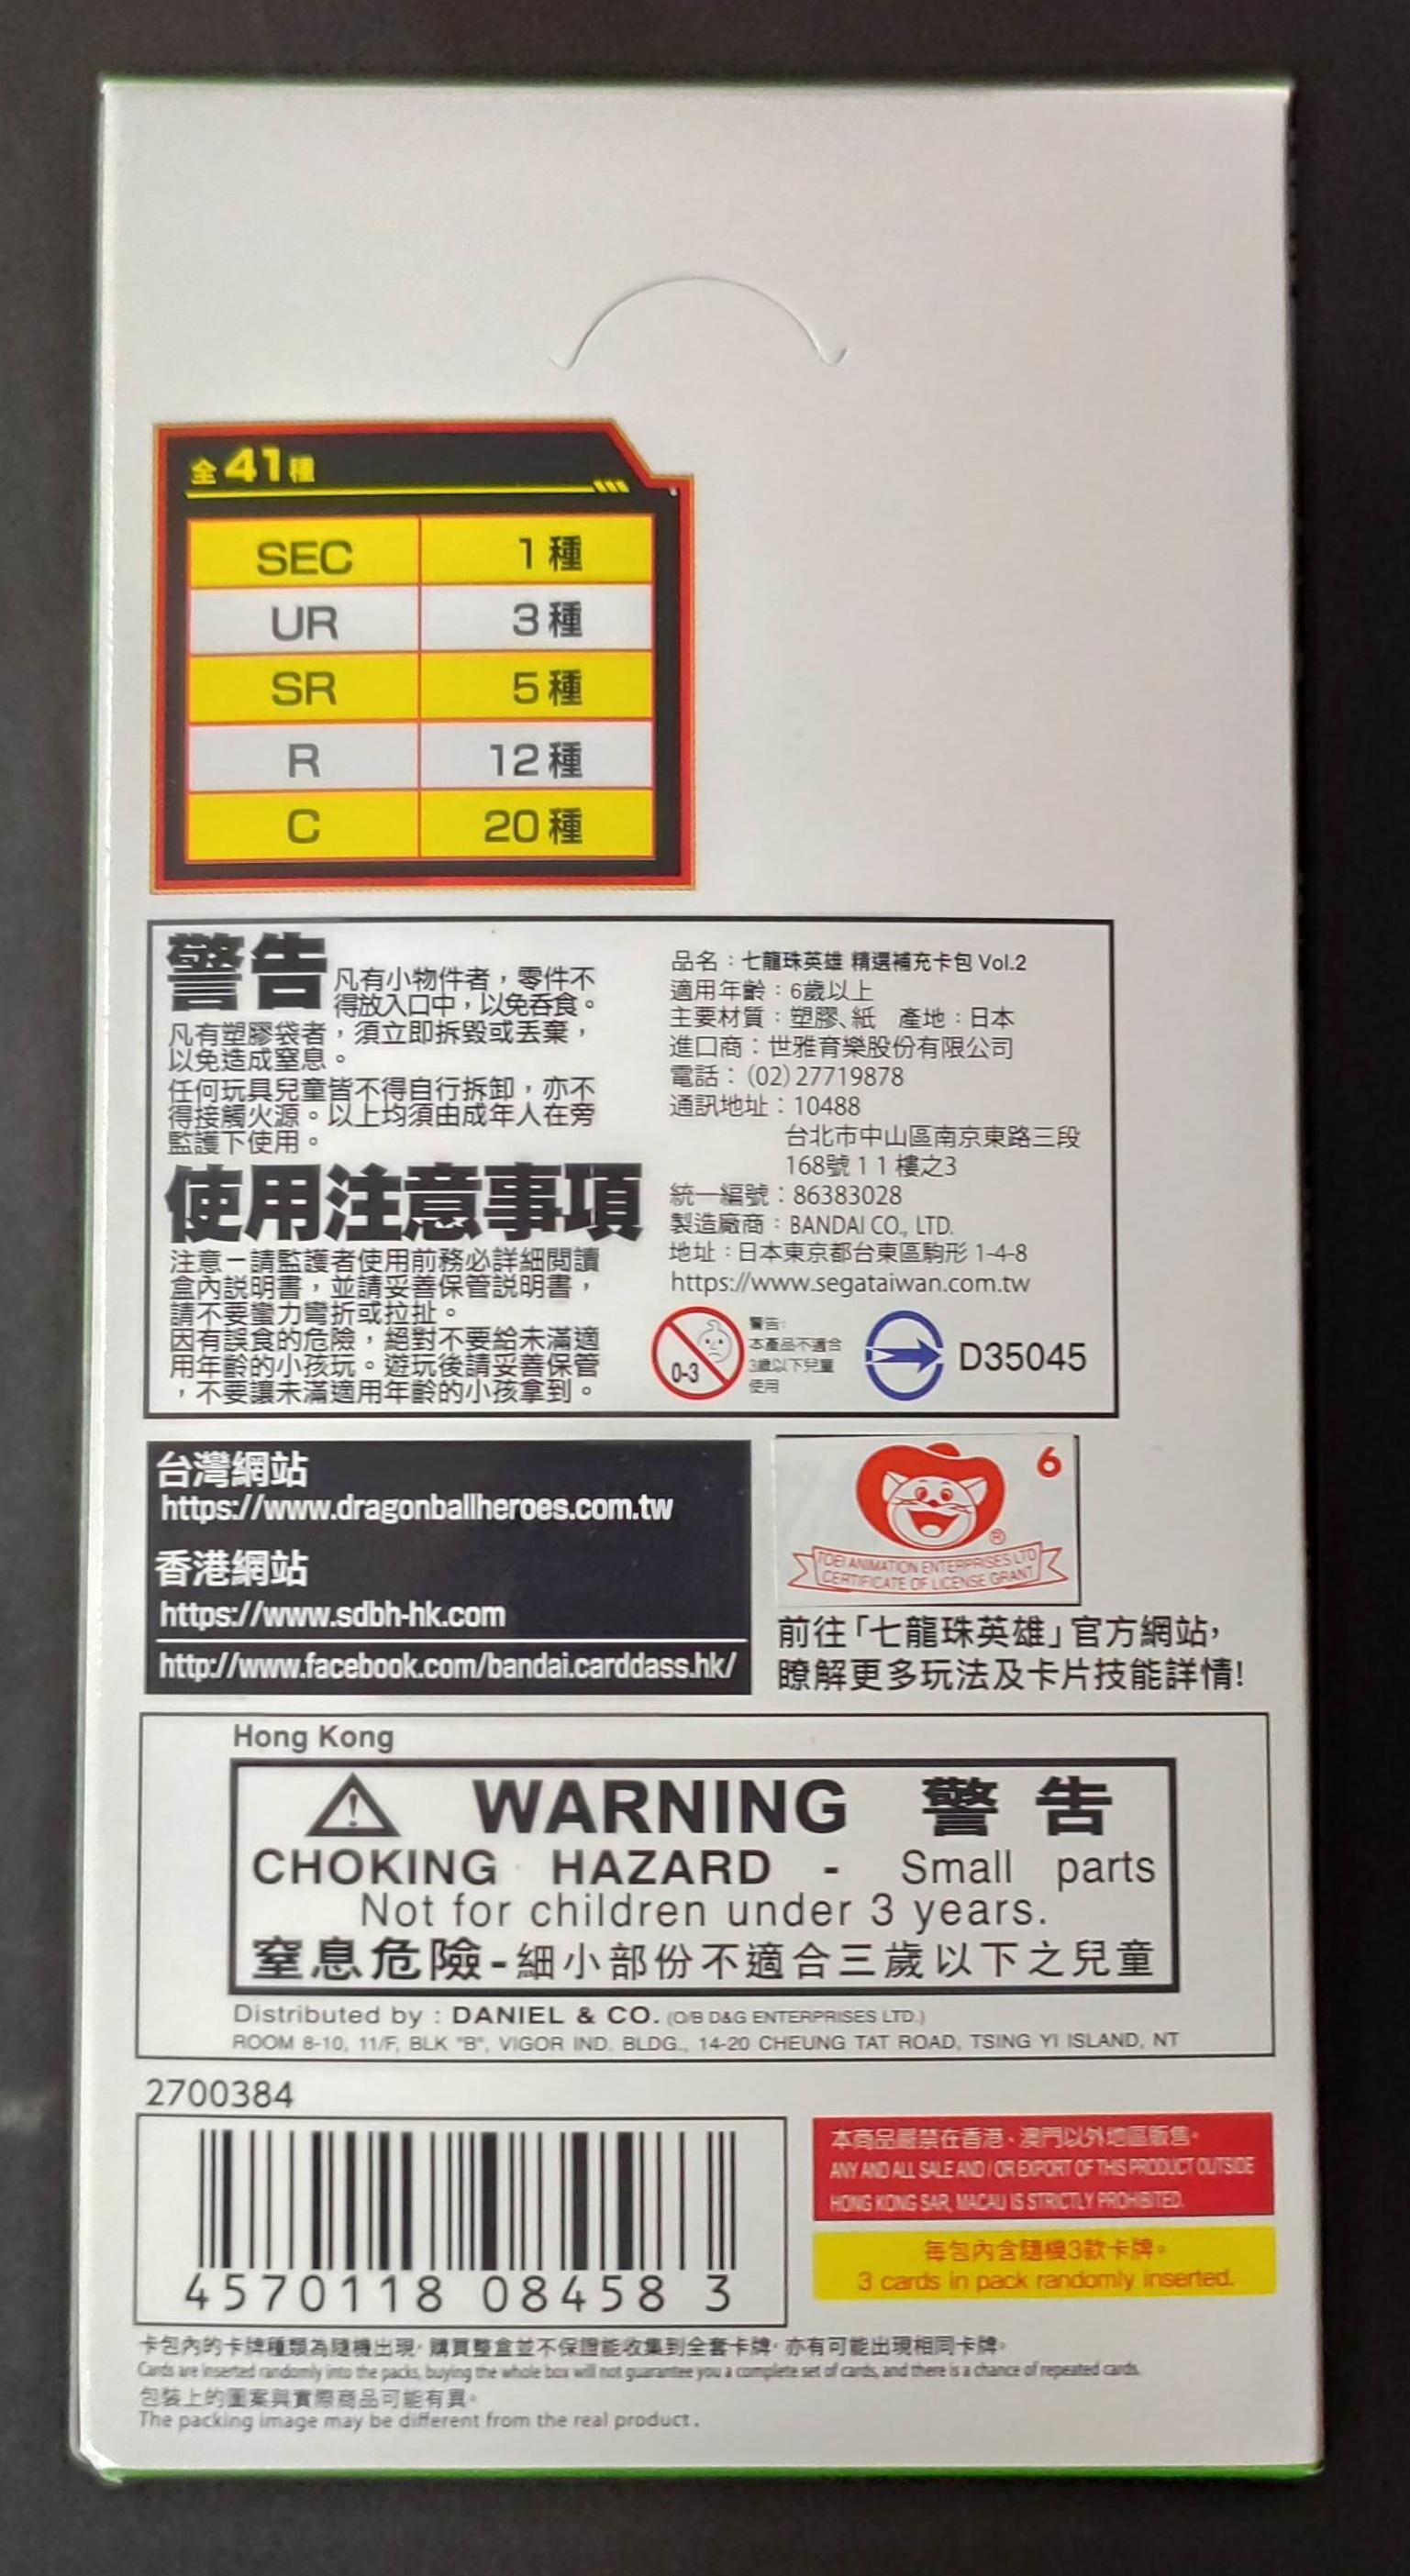 全41種
SEC 1種
UR 3種
SR 5種
R 12種
C 20種
警告 凡有小物件者，零件不
得放入口中，以免吞食。
凡有塑膠袋者，須立即拆毀或丟棄，
以免造成窒息。
任何玩具兒童皆不得自行拆卸，亦不
得接觸火源。以上均須由成年人在旁
監護下使用。
使用注意事項
注意－請監護者使用前務必詳細閱讀
盒內説明書，並請妥善保管説明書，
請不要蠻力彎折或拉扯。
因有誤食的危險，絕對不要給未滿適
用年齡的小孩玩。遊玩後請妥善保管
，不要讓未滿適用年齡的小孩拿到。
品名：七龍珠英雄 精選補充卡包 Vol.2
適用年齡：6歲以上
主要材質：塑膠、紙 產地：日本
進口商：世雅育樂股份有限公司
電話：(02)27719878
通訊地址：10488
台北市中山區南京東路三段
168號11樓之3
統一編號：86383028
製造廠商：BANDAI CO., LTD.
地址：日本東京都台東區駒形 1-4-8
https://www.segataiwan.com.tw
0-3
警告:
本產品不適合
3歲以下兒童
使用
D35045
台灣網站
https://www.dragonballheroes.com.tw
香港網站
https://www.sdbh-hk.com
http://www.facebook.com/bandai.carddass.hk/
6
®
TOEI ANIMATION ENTERPRISES LTD
CERTIFICATE OF LICENSE GRANT
前往「七龍珠英雄」官方網站，
瞭解更多玩法及卡片技能詳情!
Hong Kong
WARNING 警告
CHOKING HAZARD - Small parts
Not for children under 3 years.
窒息危險-細小部份不適合三歲以下之兒童
Distributed by : DANIEL & CO. (O/B D&G ENTERPRISES LTD.)
ROOM 8-10, 11/F, BLK "B", VIGOR IND. BLDG., 14-20 CHEUNG TAT ROAD, TSING YI ISLAND, NT
2700384
4570118 08458 3
本商品嚴禁在香港、澳門以外地區販售。
ANY AND ALL SALE AND / OR EXPORT OF THIS PRODUCT OUTSIDE
HONG KONG SAR, MACAU IS STRICTLY PROHIBITED.
每包內含隨機3款卡牌。
3 cards in pack randomly inserted.
卡包內的卡牌種類為隨機出現，購買整盒並不保證能收集到全套卡牌，亦有可能出現相同卡牌。
Cards are inserted randomly into the packs, buying the whole box will not guarantee you a complete set of cards, and there is a chance of repeated cards.
包裝上的圖案與實際商品可能有異。
The packing image may be different from the real product.